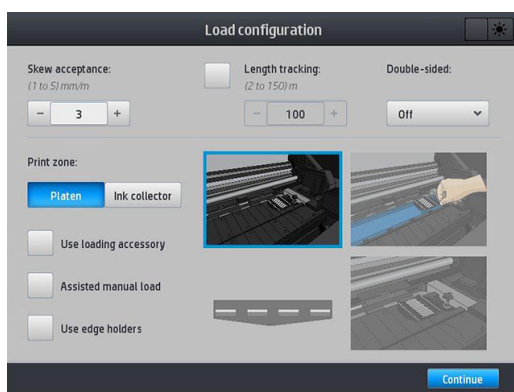 Load configuration
Skew acceptance:
(1 to 5) mm/m
- 3 +
Length tracking:
(2 to 150) m
- 100 +
Double-sided:
Off
Print zone:
Platen
Ink collector
Use loading accessory
Assisted manual load
Use edge holders
Continue